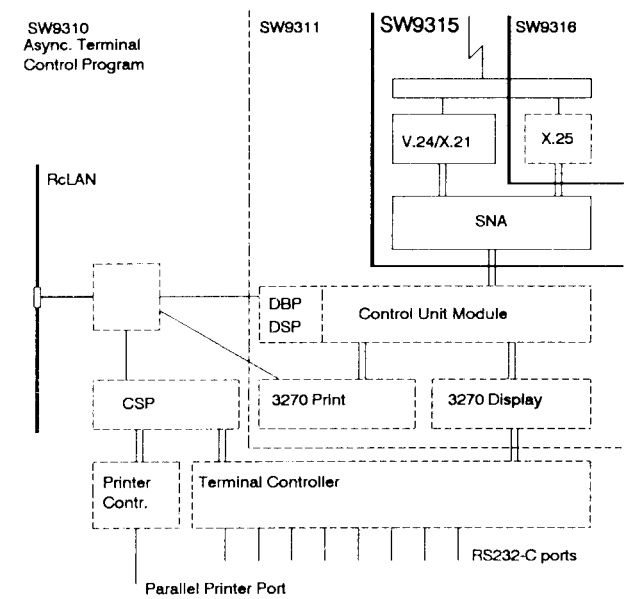 SW9310
Async. Terminal
Control Program
SW9311
SW9315
SW9316
V.24/X.21
X.25
RcLAN
SNA
DBP
DSP
Control Unit Module
CSP
3270 Print
3270 Display
Printer
Contr.
Terminal Controller
RS232-C ports
Parallel Printer Port